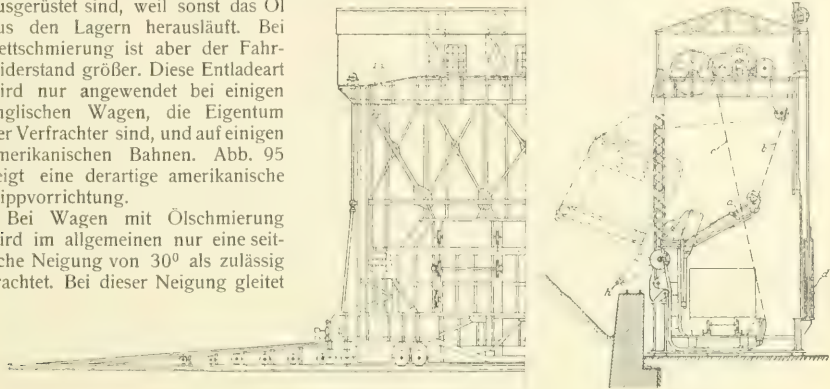 usgerüstet sind, weil sonst das Öl
us den Lagern herausläuft. Bei
ettschmierung ist aber der Fahr-
iderstand größer. Diese Entladeart
ird nur angewendet bei einigen
nglischen Wagen, die Eigentum
er Verfrachter sind, und auf einigen
merikanischen Bahnen. Abb. 95
eigt eine derartige amerikanische
ippvorrichtung.
Bei Wagen mit Ölschmierung
ird im allgemeinen nur eine seit-
che Neigung von 30⁰ als zulässig
rachtet. Bei dieser Neigung gleitet